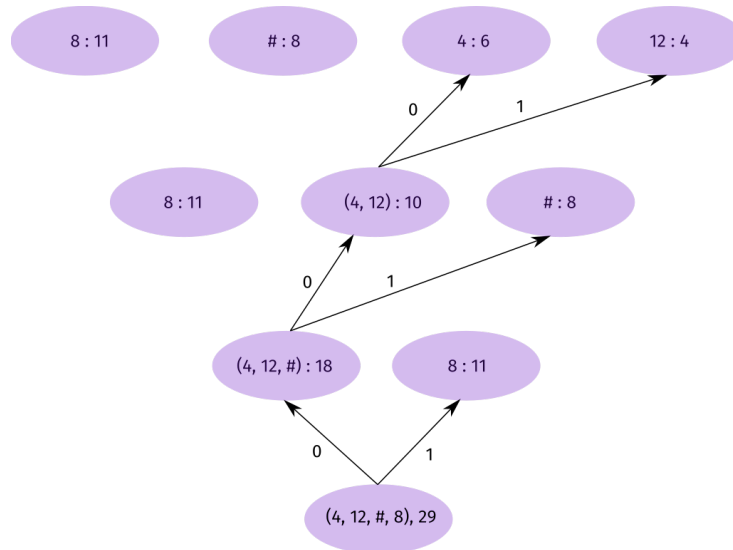 8 : 11
# : 8
4 : 6
12 : 4
0
1
8 : 11
(4, 12) : 10
# : 8
0
1
(4, 12, #) : 18
8 : 11
0
1
(4, 12, #, 8), 29